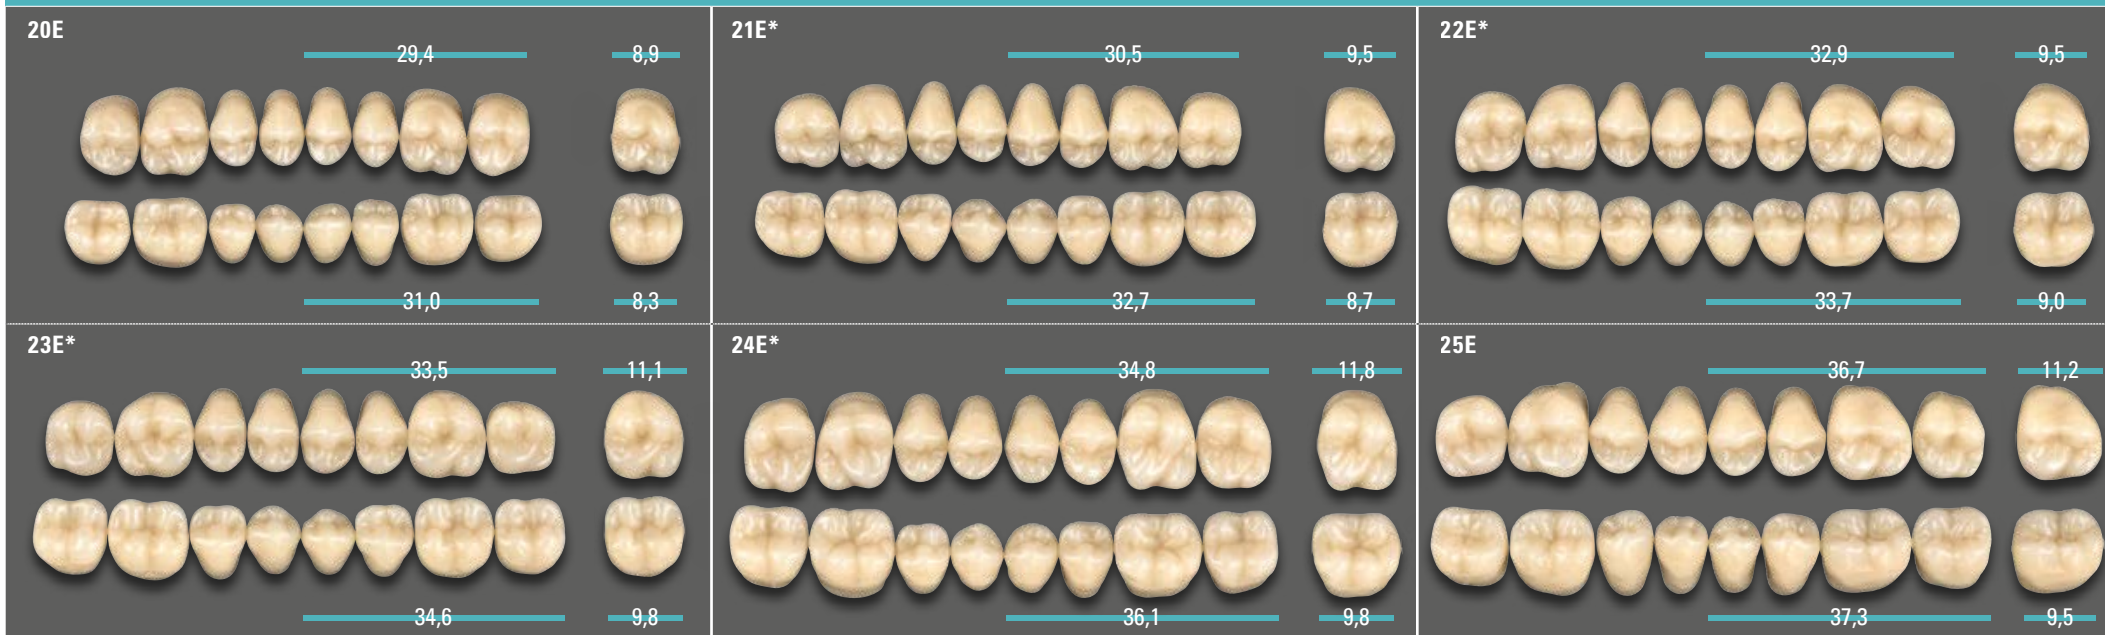 20E
29,4 8,9
31,0 8,3
21E*
30,5 9,5
32,7 8,7
22E*
32,9 9,5
33,7 9,0
23E*
33,5 11,1
34,6 9,8
24E*
34,8 11,8
36,1 9,8
25E
36,7 11,2
37,3 9,5